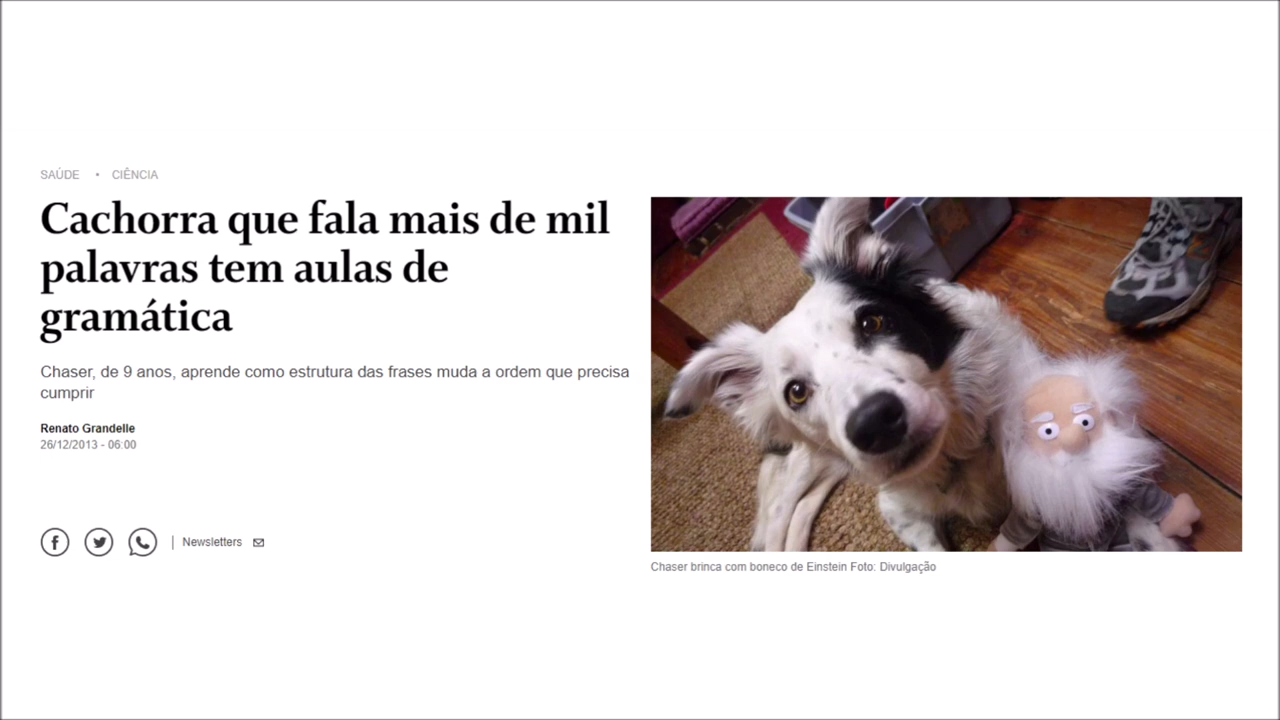 SAÚDE • CIÊNCIA
Cachorra que fala mais de mil
palavras tem aulas de
gramática
Chaser, de 9 anos, aprende como estrutura das frases muda a ordem que precisa
cumprir
Renato Grandelle
26/12/2013 - 06:00
| Newsletters
Chaser brinca com boneco de Einstein Foto: Divulgação